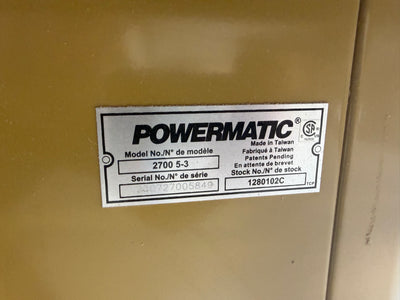 POWERMATIC®
Made in Taiwan
Model No./N° de modèle
Fabriqué à Taiwan
2700 5-3
Patents Pending
En attente de brevet
Serial No./N° de série
Stock No./N° de stock
1280102C
TCP